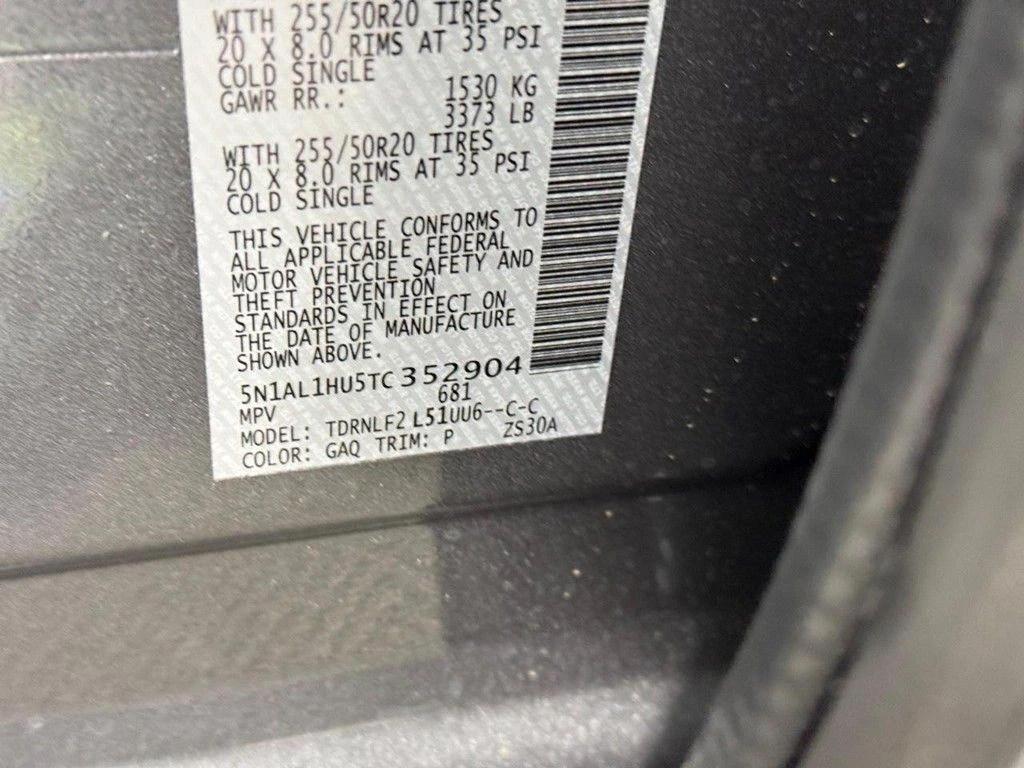 WITH 255/50R20 TIRES
20 X 8.0 RIMS AT 35 PSI
COLD SINGLE
GAWR RR.: 1530 KG
3373 LB
WITH 255/50R20 TIRES
20 X 8.0 RIMS AT 35 PSI
COLD SINGLE
THIS VEHICLE CONFORMS TO
ALL APPLICABLE FEDERAL
MOTOR VEHICLE SAFETY AND
THEFT PREVENTION
STANDARDS IN EFFECT ON
THE DATE OF MANUFACTURE
SHOWN ABOVE.
5N1AL1HU5TC352904
MPV 681
MODEL: TDRNLF2 L51UU6--C-C
COLOR: GAQ TRIM: P ZS30A